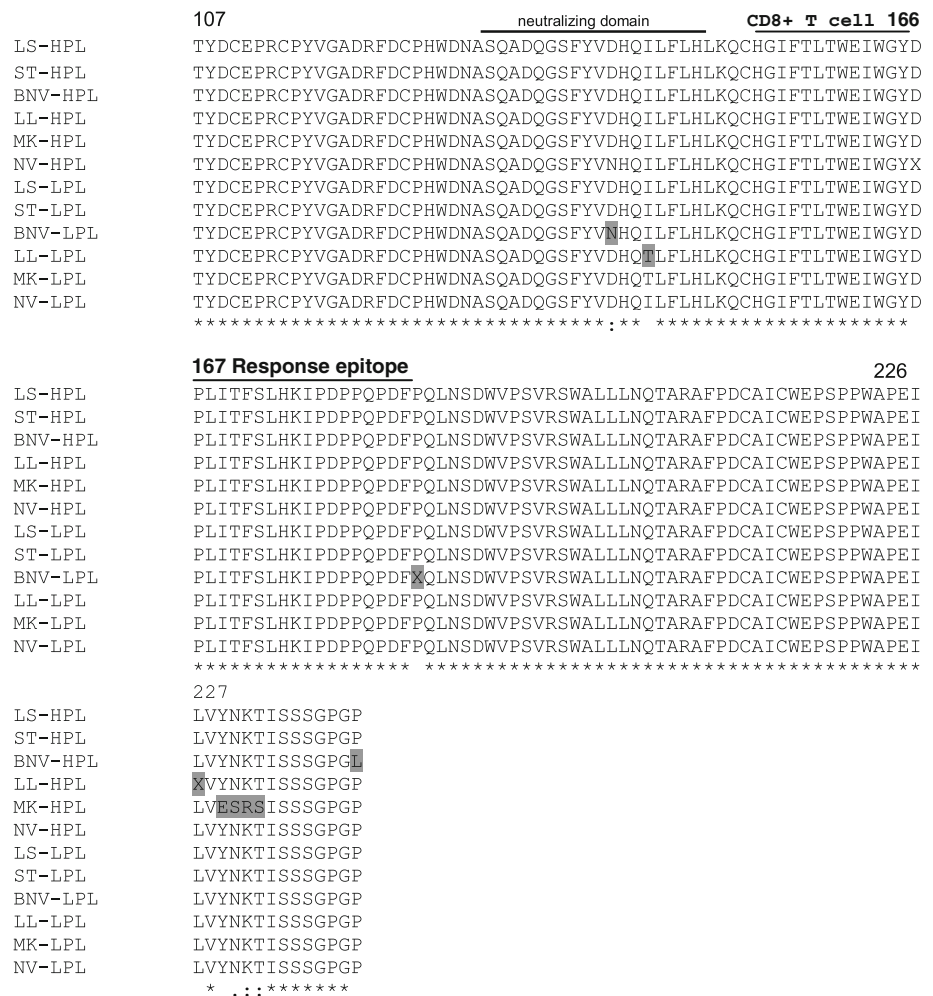 107 neutralizing domain CD8+ T cell 166
LS-HPL TYDCEPRCPYVGADRFDCPHWDNASQADQGSFYVDHQILFLHLKQCHGIFTLTWEIWGYD
ST-HPL TYDCEPRCPYVGADRFDCPHWDNASQADQGSFYVDHQILFLHLKQCHGIFTLTWEIWGYD
BNV-HPL TYDCEPRCPYVGADRFDCPHWDNASQADQGSFYVDHQILFLHLKQCHGIFTLTWEIWGYD
LL-HPL TYDCEPRCPYVGADRFDCPHWDNASQADQGSFYVDHQILFLHLKQCHGIFTLTWEIWGYD
MK-HPL TYDCEPRCPYVGADRFDCPHWDNASQADQGSFYVDHQILFLHLKQCHGIFTLTWEIWGYD
NV-HPL TYDCEPRCPYVGADRFDCPHWDNASQADQGSFYVNHQILFLHLKQCHGIFTLTWEIWGYX
LS-LPL TYDCEPRCPYVGADRFDCPHWDNASQADQGSFYVDHQILFLHLKQCHGIFTLTWEIWGYD
ST-LPL TYDCEPRCPYVGADRFDCPHWDNASQADQGSFYVDHQILFLHLKQCHGIFTLTWEIWGYD
BNV-LPL TYDCEPRCPYVGADRFDCPHWDNASQADQGSFYVNHQILFLHLKQCHGIFTLTWEIWGYD
LL-LPL TYDCEPRCPYVGADRFDCPHWDNASQADQGSFYVDHQTLFLHLKQCHGIFTLTWEIWGYD
MK-LPL TYDCEPRCPYVGADRFDCPHWDNASQADQGSFYVDHQILFLHLKQCHGIFTLTWEIWGYD
NV-LPL TYDCEPRCPYVGADRFDCPHWDNASQADQGSFYVDHQILFLHLKQCHGIFTLTWEIWGYD
**********************************:** *********************
167 Response epitope 226
LS-HPL PLITFSLHKIPDPPQPDFPQLNSDWVPSVRSWALLLNQTARAFPDCAICWEPSPPWAPEI
ST-HPL PLITFSLHKIPDPPQPDFPQLNSDWVPSVRSWALLLNQTARAFPDCAICWEPSPPWAPEI
BNV-HPL PLITFSLHKIPDPPQPDFPQLNSDWVPSVRSWALLLNQTARAFPDCAICWEPSPPWAPEI
LL-HPL PLITFSLHKIPDPPQPDFPQLNSDWVPSVRSWALLLNQTARAFPDCAICWEPSPPWAPEI
MK-HPL PLITFSLHKIPDPPQPDFPQLNSDWVPSVRSWALLLNQTARAFPDCAICWEPSPPWAPEI
NV-HPL PLITFSLHKIPDPPQPDFPQLNSDWVPSVRSWALLLNQTARAFPDCAICWEPSPPWAPEI
LS-LPL PLITFSLHKIPDPPQPDFPQLNSDWVPSVRSWALLLNQTARAFPDCAICWEPSPPWAPEI
ST-LPL PLITFSLHKIPDPPQPDFPQLNSDWVPSVRSWALLLNQTARAFPDCAICWEPSPPWAPEI
BNV-LPL PLITFSLHKIPDPPQPDFXQLNSDWVPSVRSWALLLNQTARAFPDCAICWEPSPPWAPEI
LL-LPL PLITFSLHKIPDPPQPDFPQLNSDWVPSVRSWALLLNQTARAFPDCAICWEPSPPWAPEI
MK-LPL PLITFSLHKIPDPPQPDFPQLNSDWVPSVRSWALLLNQTARAFPDCAICWEPSPPWAPEI
NV-LPL PLITFSLHKIPDPPQPDFPQLNSDWVPSVRSWALLLNQTARAFPDCAICWEPSPPWAPEI
****************** *****************************************
227
LS-HPL LVYNKTISSSGPGP
ST-HPL LVYNKTISSSGPGP
BNV-HPL LVYNKTISSSGPGL
LL-HPL XVYNKTISSSGPGP
MK-HPL LVESRSISSSGPGP
NV-HPL LVYNKTISSSGPGP
LS-LPL LVYNKTISSSGPGP
ST-LPL LVYNKTISSSGPGP
BNV-LPL LVYNKTISSSGPGP
LL-LPL LVYNKTISSSGPGP
MK-LPL LVYNKTISSSGPGP
NV-LPL LVYNKTISSSGPGP
* .::*******